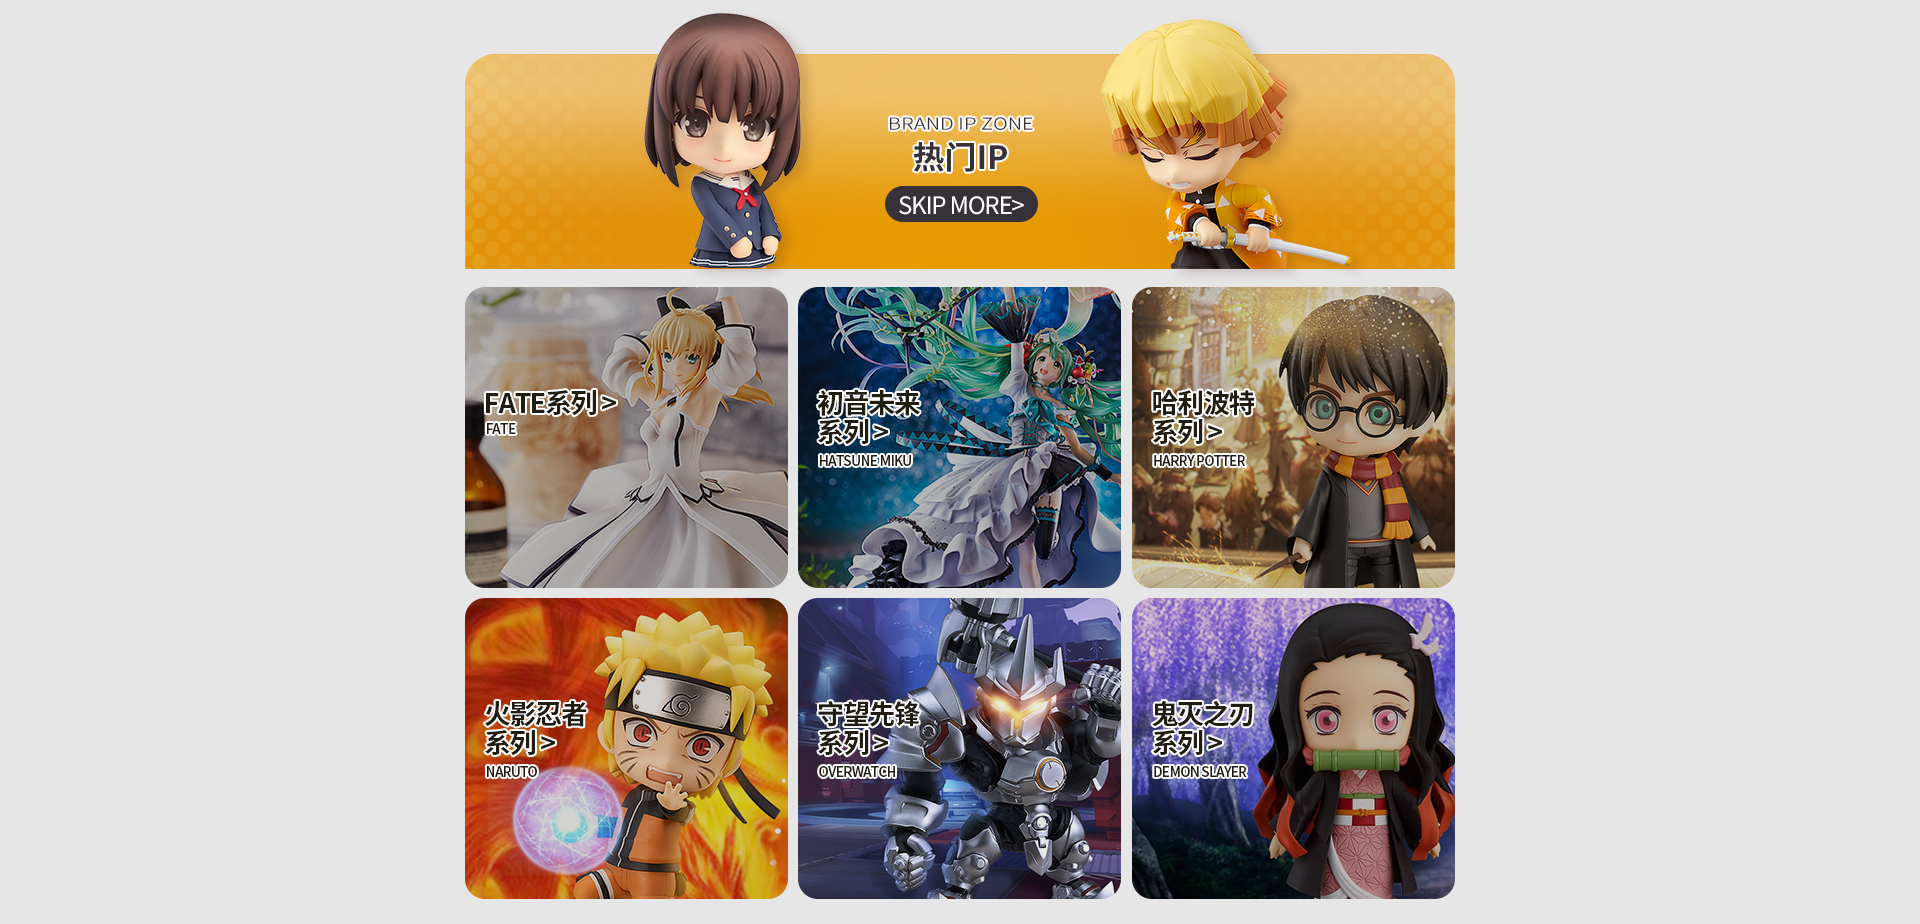 BRAND IP ZONE
热门IP
SKIP MORE>
FATE系列 >
FATE
初音未来
系列 >
HATSUNE MIKU
哈利波特
系列 >
HARRY POTTER
火影忍者
系列 >
NARUTO
守望先锋
系列 >
OVERWATCH
鬼灭之刃
系列 >
DEMON SLAYER